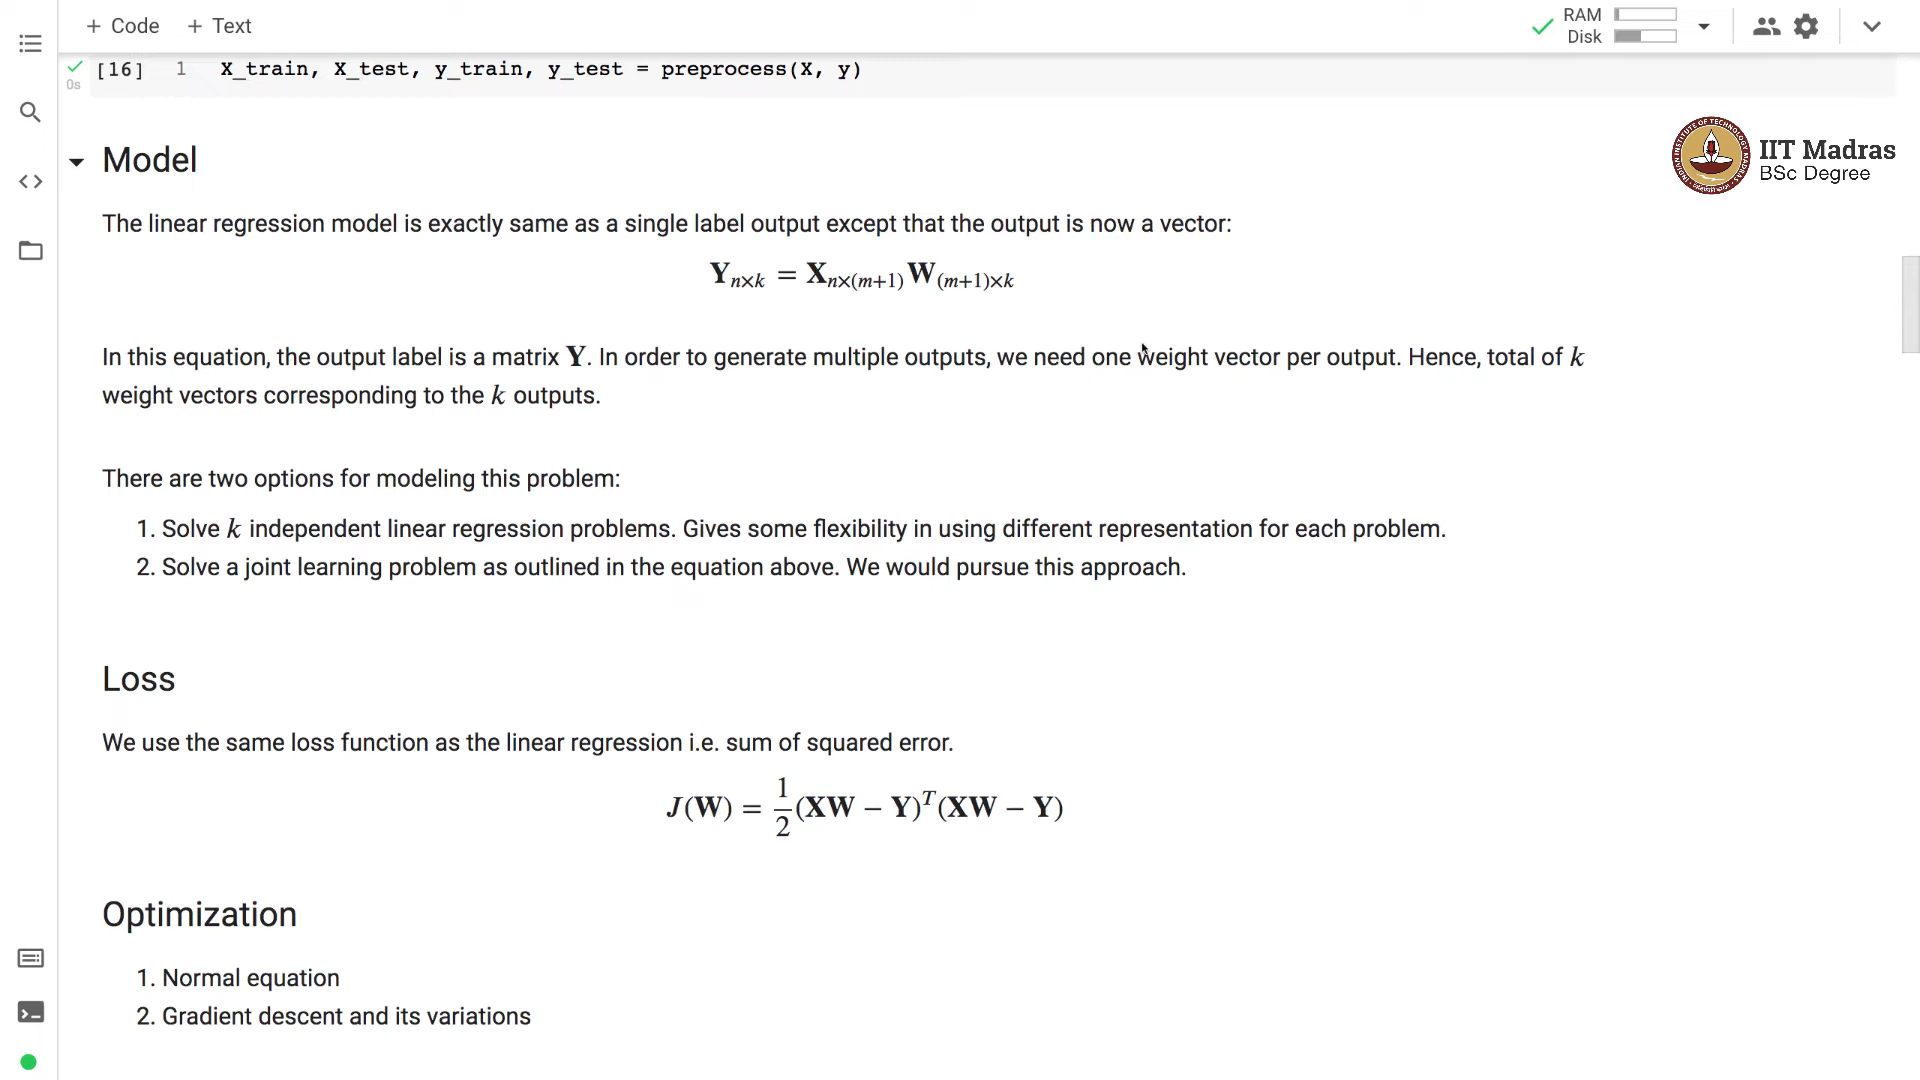 + Code + Text
RAM
Disk
0s
[16] 1 X_train, X_test, y_train, y_test = preprocess(X, y)
IIT Madras
BSc Degree
Model
The linear regression model is exactly same as a single label output except that the output is now a vector:
Y_{n×k} = X_{n×(m+1)} W_{(m+1)×k}
In this equation, the output label is a matrix Y. In order to generate multiple outputs, we need one weight vector per output. Hence, total of k
weight vectors corresponding to the k outputs.
There are two options for modeling this problem:
1. Solve k independent linear regression problems. Gives some flexibility in using different representation for each problem.
2. Solve a joint learning problem as outlined in the equation above. We would pursue this approach.
Loss
We use the same loss function as the linear regression i.e. sum of squared error.
J(W) = 1/2 (XW − Y)^T (XW − Y)
Optimization
1. Normal equation
2. Gradient descent and its variations